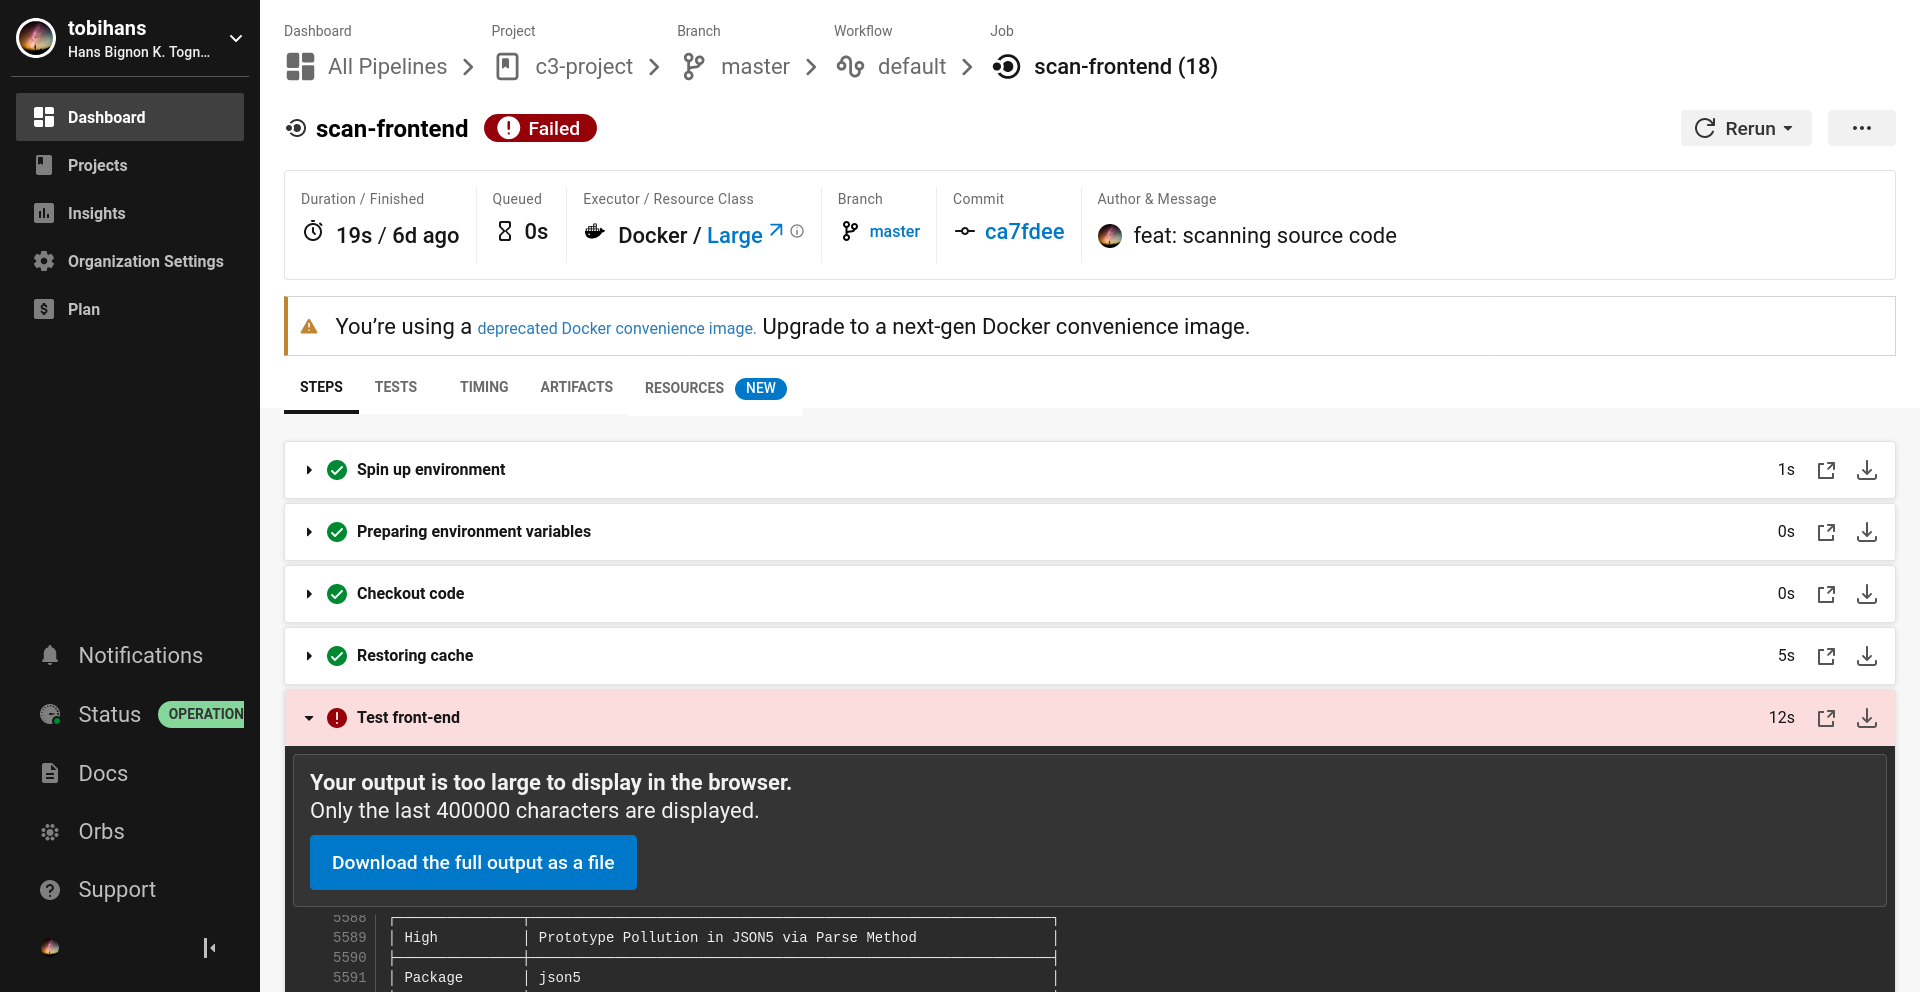 tobihans
Hans Bignon K. Togn...
Dashboard
Projects
Insights
Organization Settings
Plan
Notifications
Status OPERATION
Docs
Orbs
Support
Dashboard Project Branch Workflow Job
All Pipelines c3-project master default scan-frontend (18)
scan-frontend Failed Rerun ...
Duration / Finished Queued Executor / Resource Class Branch Commit Author & Message
19s / 6d ago 0s Docker / Large master ca7fdee feat: scanning source code
You’re using a deprecated Docker convenience image. Upgrade to a next-gen Docker convenience image.
STEPS TESTS TIMING ARTIFACTS RESOURCES NEW
Spin up environment 1s
Preparing environment variables 0s
Checkout code 0s
Restoring cache 5s
Test front-end 12s
Your output is too large to display in the browser.
Only the last 400000 characters are displayed.
Download the full output as a file
5588
5589 High Prototype Pollution in JSON5 via Parse Method
5590
5591 Package json5